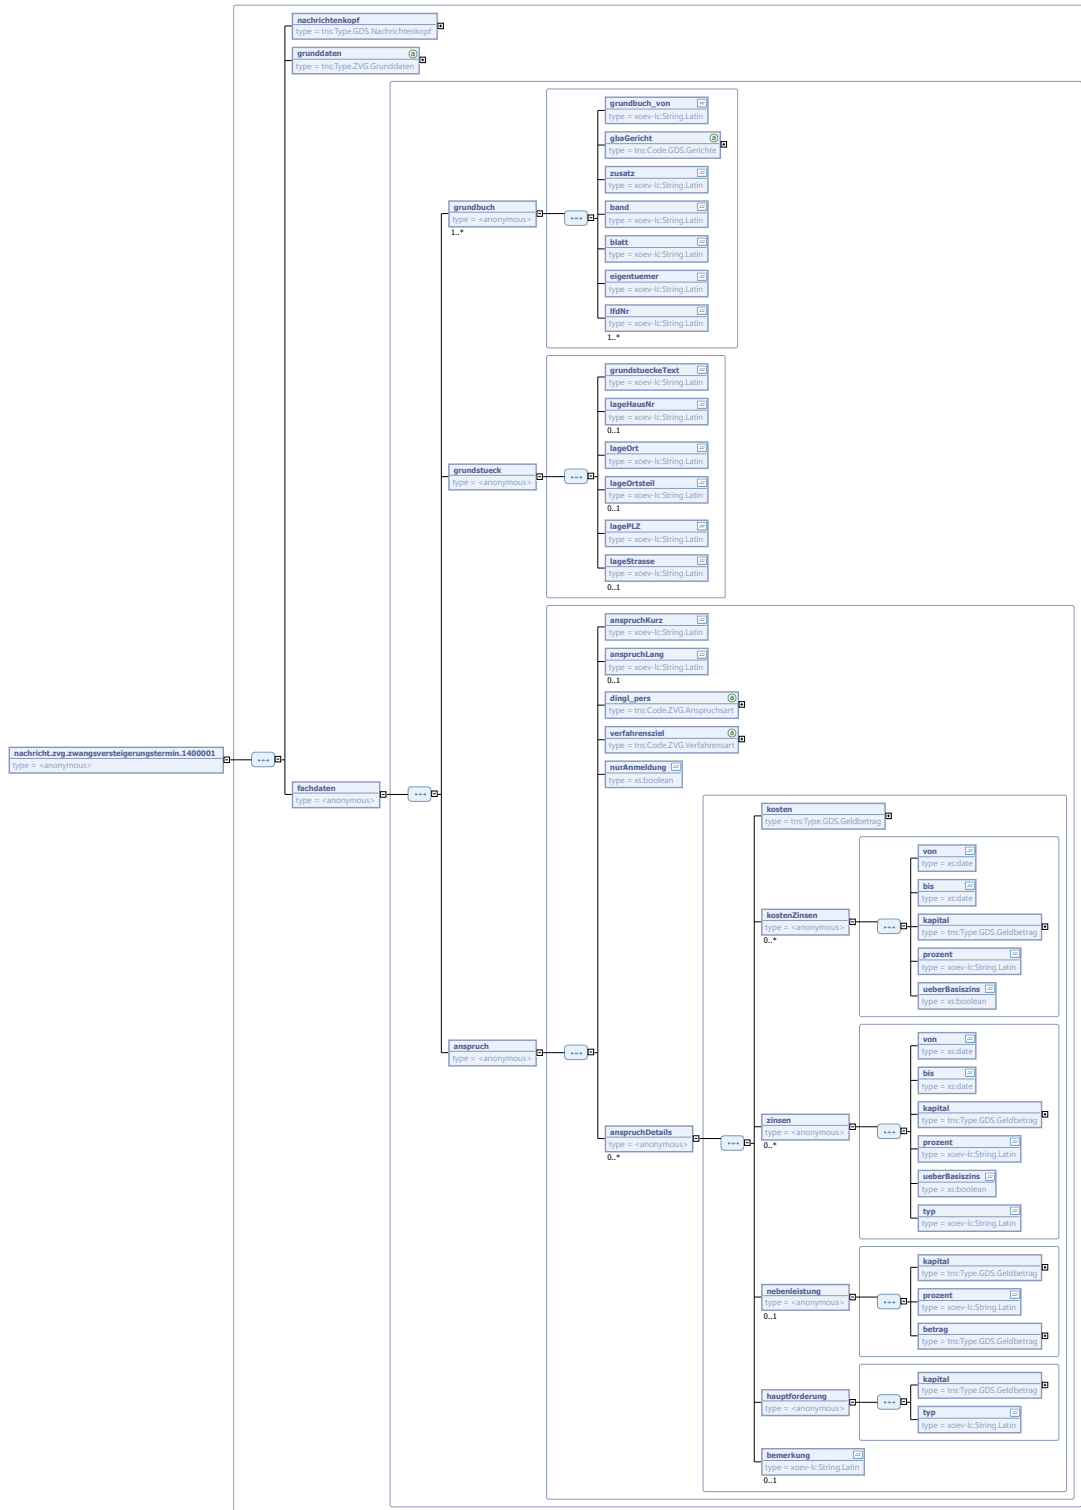 nachrichtenkopf
type = tns:Type.GDS.Nachrichtenkopf
grunddaten
type = tns:Type.ZVG.Grunddaten
grundbuch_von
type = xoev-lc:String.Latin
gbaGericht
type = tns:Code.GDS.Gerichte
zusatz
type = xoev-lc:String.Latin
grundbuch
type = <anonymous>
1..*
band
type = xoev-lc:String.Latin
blatt
type = xoev-lc:String.Latin
eigentuemer
type = xoev-lc:String.Latin
lfdNr
type = xoev-lc:String.Latin
1..*
grundstueckeText
type = xoev-lc:String.Latin
lageHausNr
type = xoev-lc:String.Latin
0..1
lageOrt
type = xoev-lc:String.Latin
grundstueck
type = <anonymous>
lageOrtsteil
type = xoev-lc:String.Latin
0..1
lagePLZ
type = xoev-lc:String.Latin
lageStrasse
type = xoev-lc:String.Latin
0..1
anspruchKurz
type = xoev-lc:String.Latin
anspruchLang
type = xoev-lc:String.Latin
0..1
dingl_pers
type = tns:Code.ZVG.Anspruchsart
verfahrensziel
type = tns:Code.ZVG.Verfahrensart
nachricht.zvg.zwangsversteigerungstermin.1400001
type = <anonymous>
nurAnmeldung
type = xs:boolean
fachdaten
type = <anonymous>
kosten
type = tns:Type.GDS.Geldbetrag
von
type = xs:date
bis
type = xs:date
kostenZinsen
type = <anonymous>
0..*
kapital
type = tns:Type.GDS.Geldbetrag
prozent
type = xoev-lc:String.Latin
ueberBasiszins
type = xs:boolean
anspruch
type = <anonymous>
von
type = xs:date
bis
type = xs:date
kapital
type = tns:Type.GDS.Geldbetrag
zinsen
type = <anonymous>
0..*
anspruchDetails
type = <anonymous>
0..*
prozent
type = xoev-lc:String.Latin
ueberBasiszins
type = xs:boolean
typ
type = xoev-lc:String.Latin
kapital
type = tns:Type.GDS.Geldbetrag
nebenleistung
type = <anonymous>
0..1
prozent
type = xoev-lc:String.Latin
betrag
type = tns:Type.GDS.Geldbetrag
kapital
type = tns:Type.GDS.Geldbetrag
hauptforderung
type = <anonymous>
typ
type = xoev-lc:String.Latin
bemerkung
type = xoev-lc:String.Latin
0..1